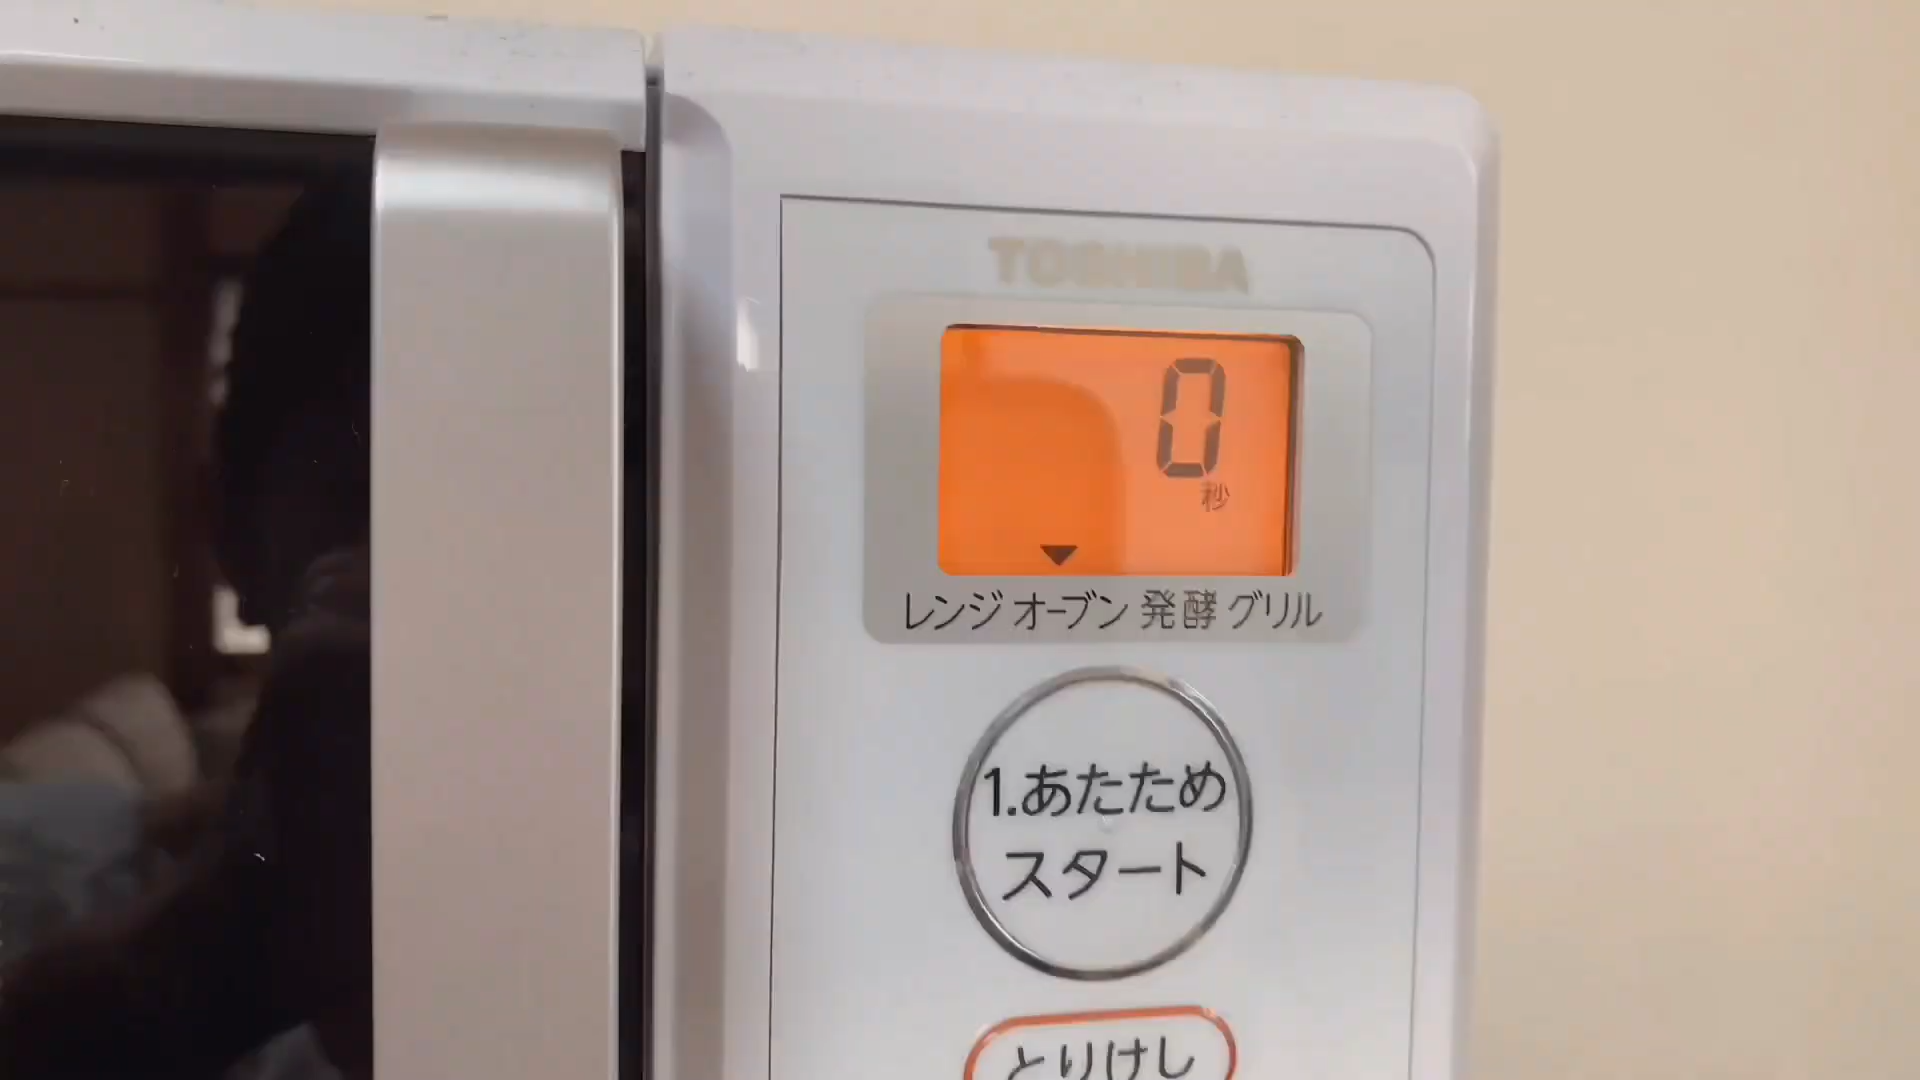 TOSHIBA
0
秒
レンジ オーブン 発酵 グリル
1.あたため
スタート
とりけし